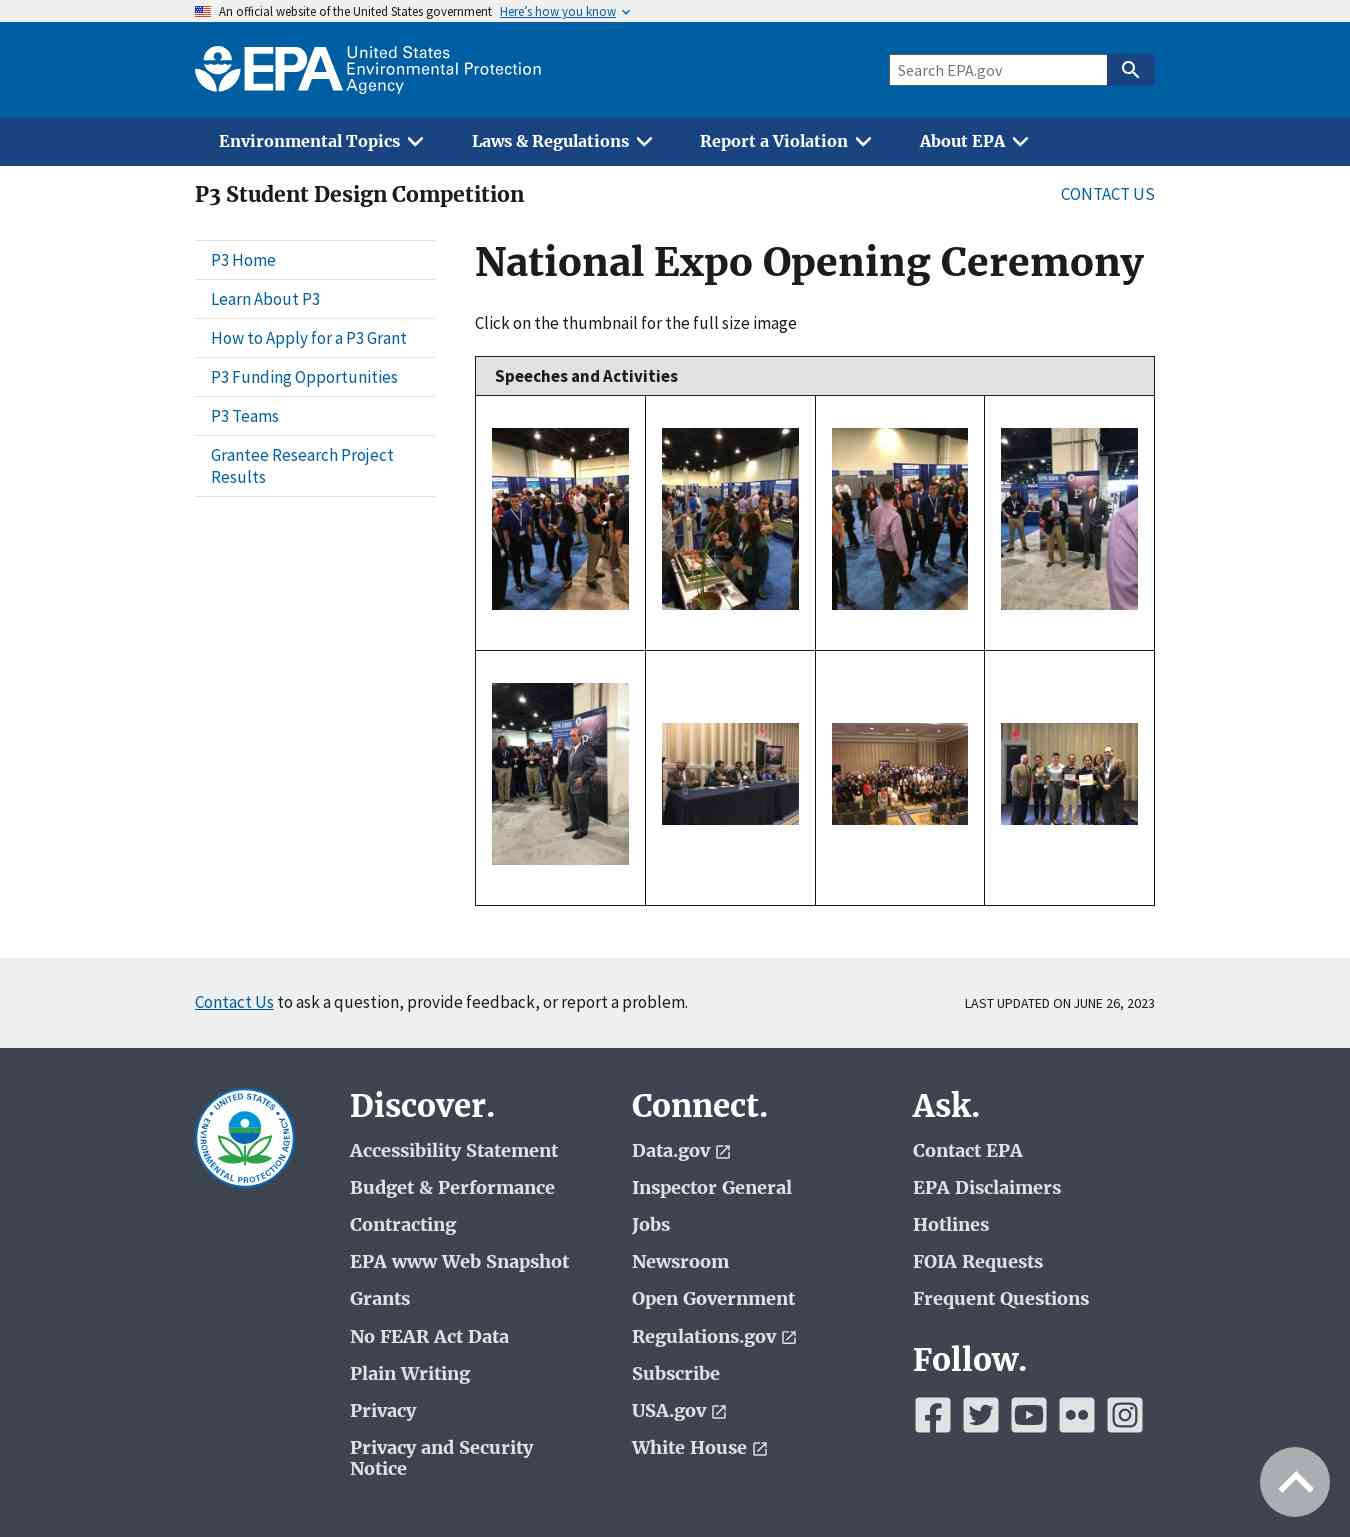 An official website of the United States government Here's how you know
EPA United States
Environmental Protection
Agency
Search EPA.gov
Environmental Topics
Laws & Regulations
Report a Violation
About EPA
P3 Student Design Competition
CONTACT US
P3 Home
Learn About P3
How to Apply for a P3 Grant
P3 Funding Opportunities
P3 Teams
Grantee Research Project
Results
National Expo Opening Ceremony
Click on the thumbnail for the full size image
Speeches and Activities
Contact Us to ask a question, provide feedback, or report a problem.
LAST UPDATED ON JUNE 26, 2023
UNITED STATES
ENVIRONMENTAL PROTECTION AGENCY
Discover.
Accessibility Statement
Budget & Performance
Contracting
EPA www Web Snapshot
Grants
No FEAR Act Data
Plain Writing
Privacy
Privacy and Security
Notice
Connect.
Data.gov
Inspector General
Jobs
Newsroom
Open Government
Regulations.gov
Subscribe
USA.gov
White House
Ask.
Contact EPA
EPA Disclaimers
Hotlines
FOIA Requests
Frequent Questions
Follow.